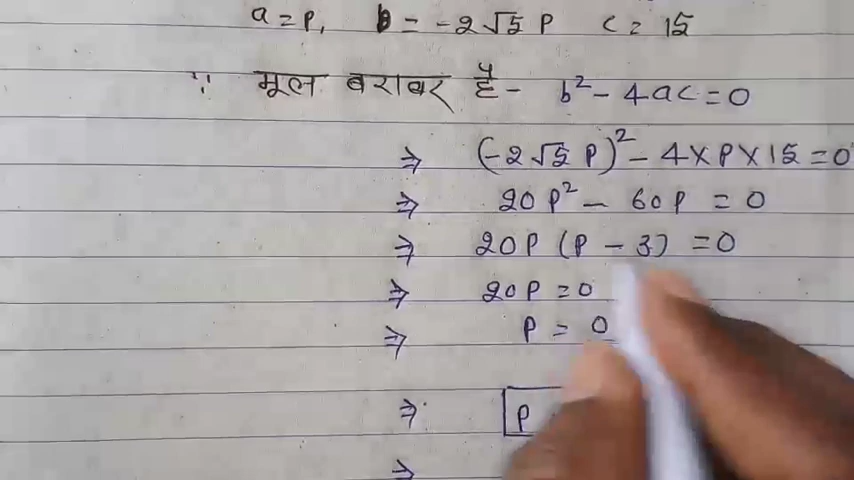 a = P, b = -2√5 P c = 15
∵ मूल बराबर हैं - b² - 4ac = 0
⇒ (-2√5 P)² - 4×P×15 = 0
⇒ 20P² - 60P = 0
⇒ 20P (P - 3) = 0
⇒ 20P = 0
⇒ P = 0
⇒ P
⇒